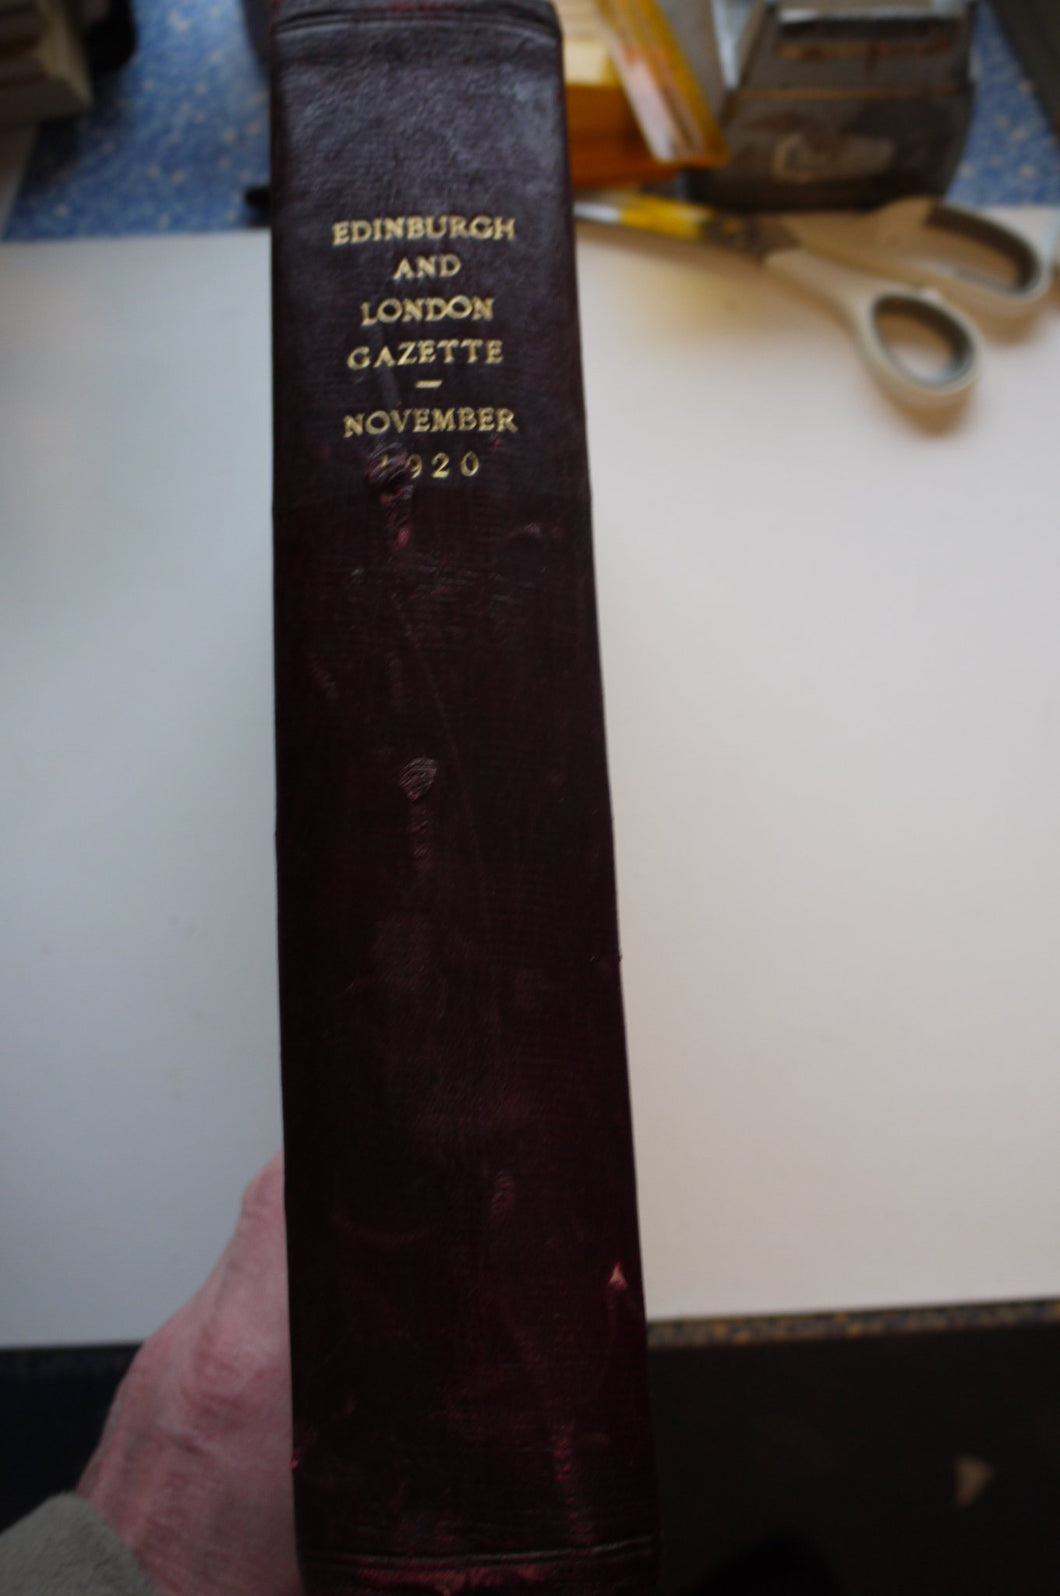 EDINBURGH
AND
LONDON
GAZETTE
—
NOVEMBER
1920